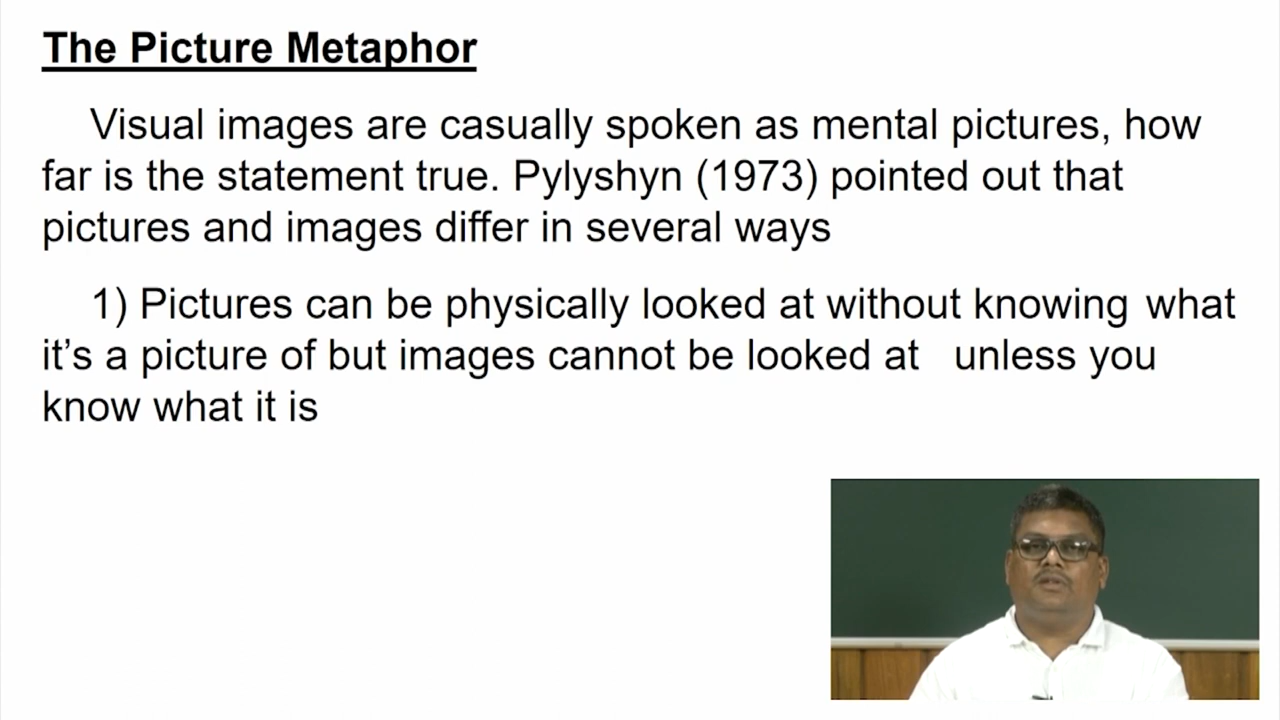 The Picture Metaphor
Visual images are casually spoken as mental pictures, how
far is the statement true. Pylyshyn (1973) pointed out that
pictures and images differ in several ways
1) Pictures can be physically looked at without knowing what
it’s a picture of but images cannot be looked at unless you
know what it is